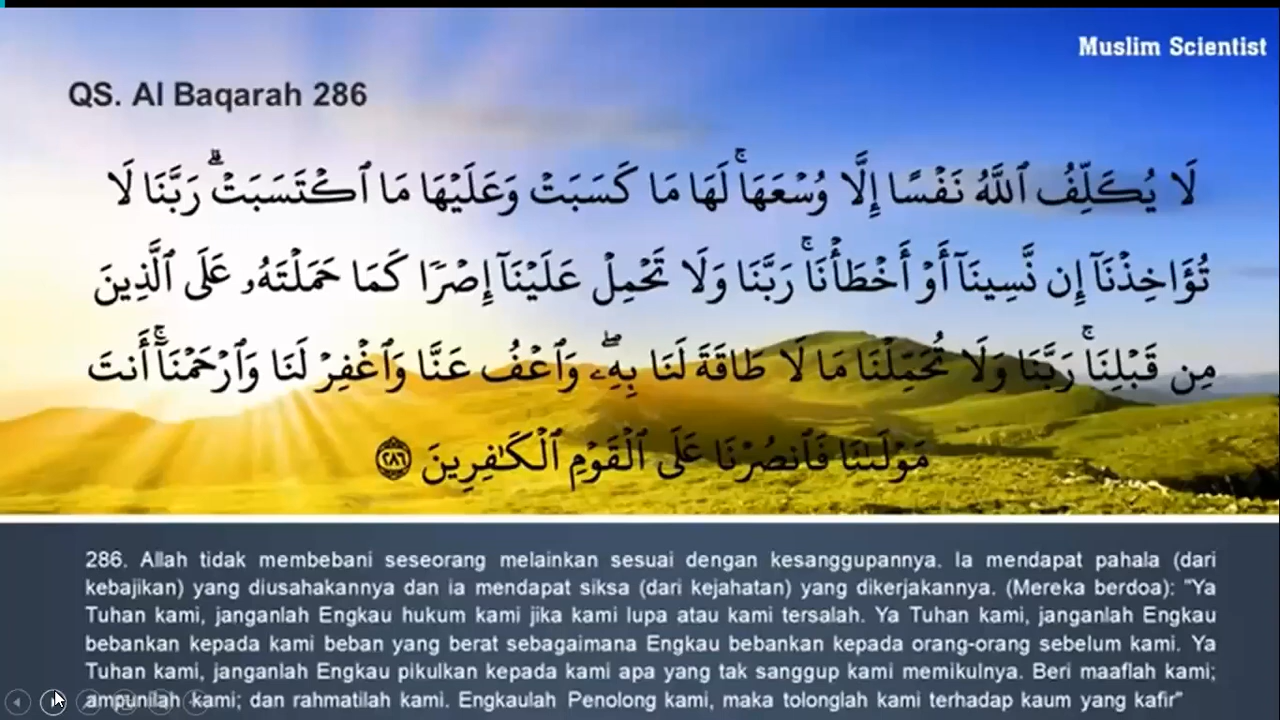 Muslim Scientist
QS. Al Baqarah 286
لَا يُكَلِّفُ ٱللَّهُ نَفْسًا إِلَّا وُسْعَهَا ۚ لَهَا مَا كَسَبَتْ وَعَلَيْهَا مَا ٱكْتَسَبَتْ ۗ رَبَّنَا لَا
تُؤَاخِذْنَآ إِن نَّسِينَآ أَوْ أَخْطَأْنَا ۚ رَبَّنَا وَلَا تَحْمِلْ عَلَيْنَآ إِصْرًا كَمَا حَمَلْتَهُۥ عَلَى ٱلَّذِينَ
مِن قَبْلِنَا ۚ رَبَّنَا وَلَا تُحَمِّلْنَا مَا لَا طَاقَةَ لَنَا بِهِۦ ۖ وَٱعْفُ عَنَّا وَٱغْفِرْ لَنَا وَٱرْحَمْنَآ ۚ أَنتَ
مَوْلَىٰنَا فَٱنصُرْنَا عَلَى ٱلْقَوْمِ ٱلْكَـٰفِرِينَ ٢٨٦
286. Allah tidak membebani seseorang melainkan sesuai dengan kesanggupannya. Ia mendapat pahala (dari
kebajikan) yang diusahakannya dan ia mendapat siksa (dari kejahatan) yang dikerjakannya. (Mereka berdoa): "Ya
Tuhan kami, janganlah Engkau hukum kami jika kami lupa atau kami tersalah. Ya Tuhan kami, janganlah Engkau
bebankan kepada kami beban yang berat sebagaimana Engkau bebankan kepada orang-orang sebelum kami. Ya
Tuhan kami, janganlah Engkau pikulkan kepada kami apa yang tak sanggup kami memikulnya. Beri maaflah kami;
ampunilah kami; dan rahmatilah kami. Engkaulah Penolong kami, maka tolonglah kami terhadap kaum yang kafir"